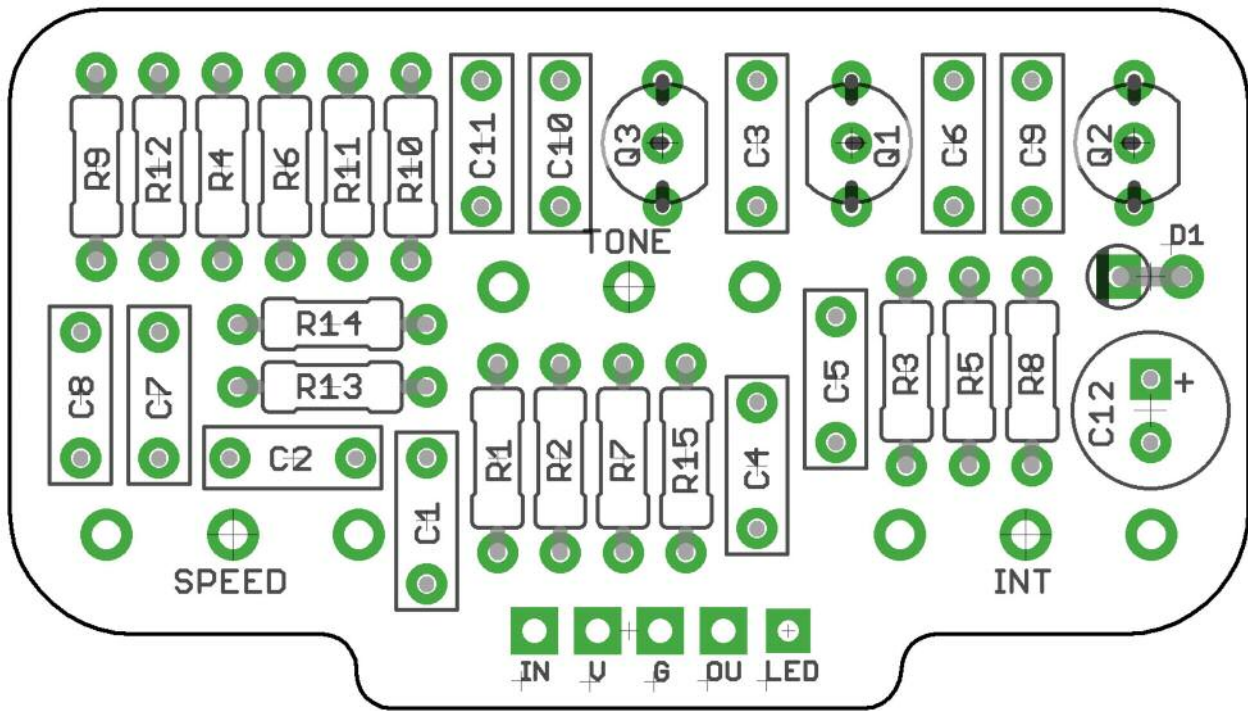 R9
R12
R4
R6
R11
R10
C11
C10
Q3
C3
Q1
C6
C9
Q2
TONE
D1
R14
R13
C8
C7
C2
C1
R1
R2
R7
R15
C4
C5
R3
R5
R8
C12
+
SPEED
INT
IN V G OU LED